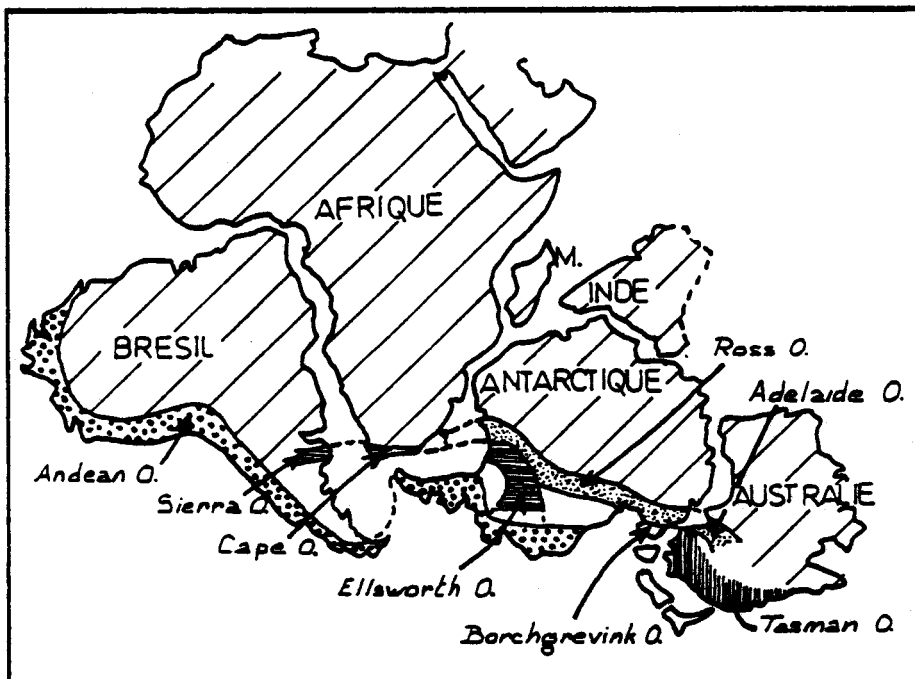 AFRIQUE
M.
INDE
BRESIL
Ross O.
ANTARCTIQUE
Adelaide O.
Andean O.
Sierra O.
AUSTRALIE
Cape O.
Ellsworth O.
Borchgrevink O.
Tasman O.